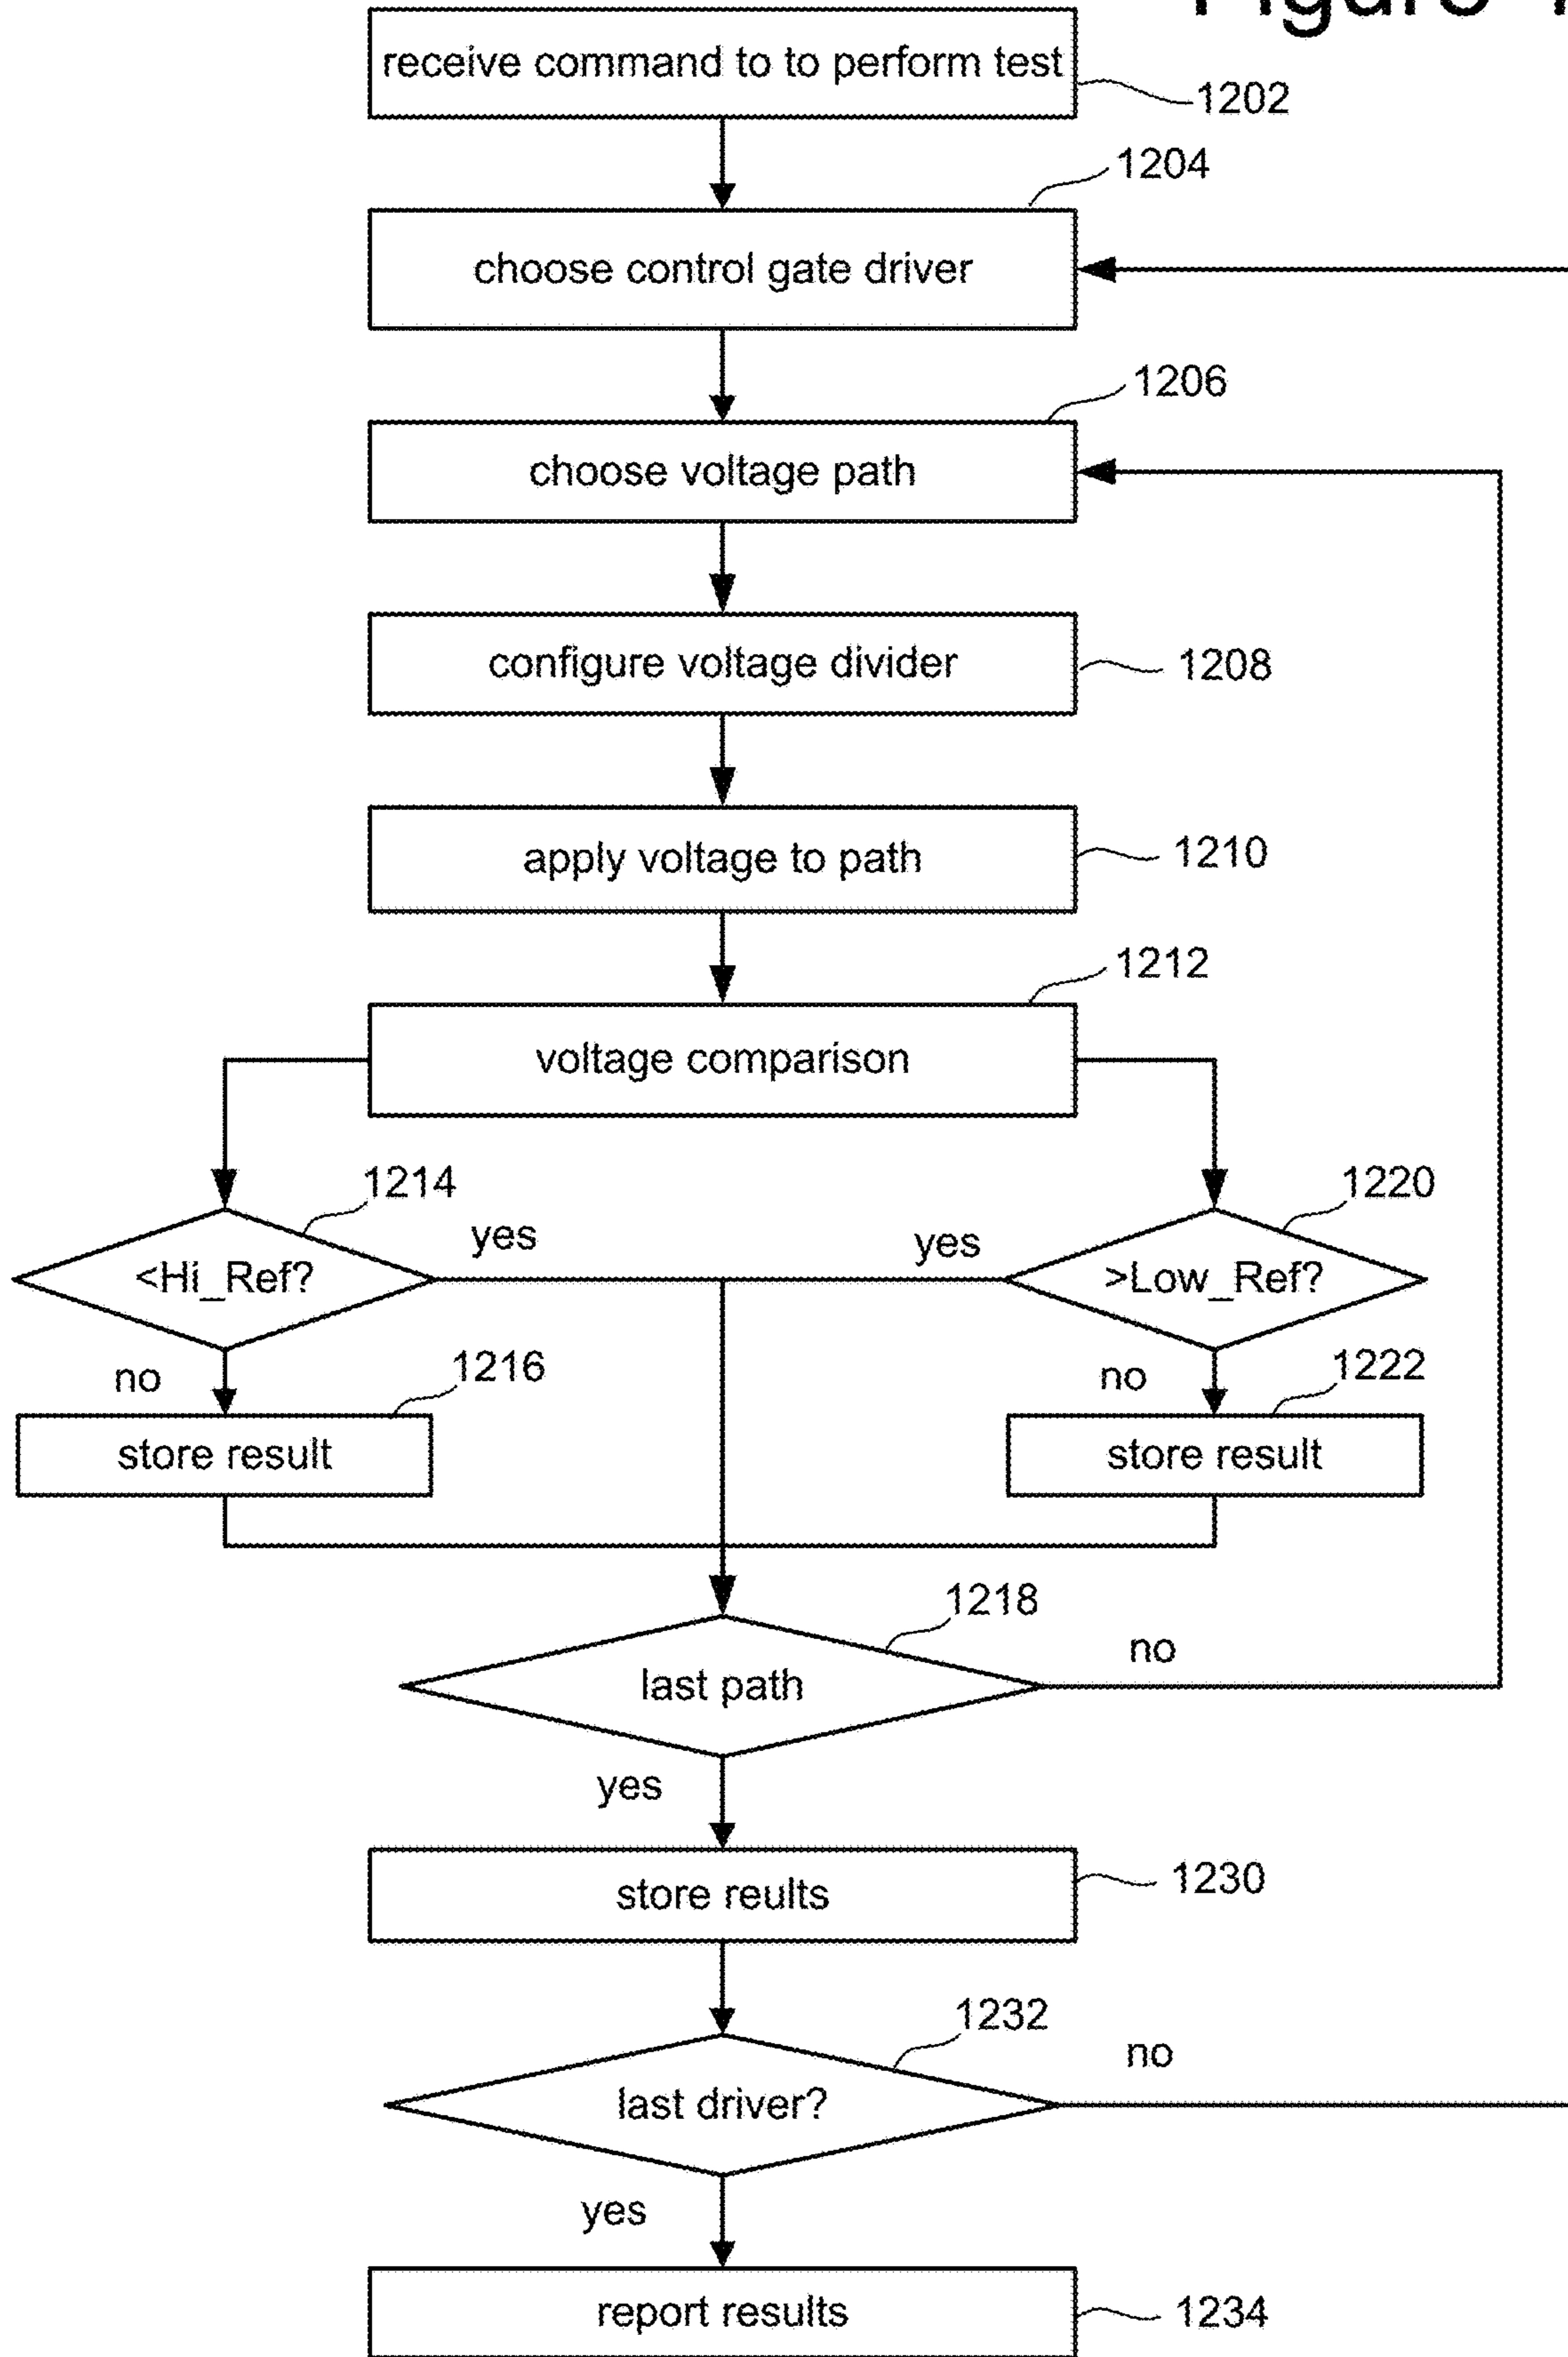 Figure
receive command to to perform test
1202
1204
choose control gate driver
1206
choose voltage path
configure voltage divider
1208
apply voltage to path
1210
1212
voltage comparison
1214
1220
yes
yes
<Hi_Ref?
>Low_Ref?
no
1216
no
1222
store result
store result
1218
last path
no
yes
store reults
1230
1232
last driver?
no
yes
report results
1234